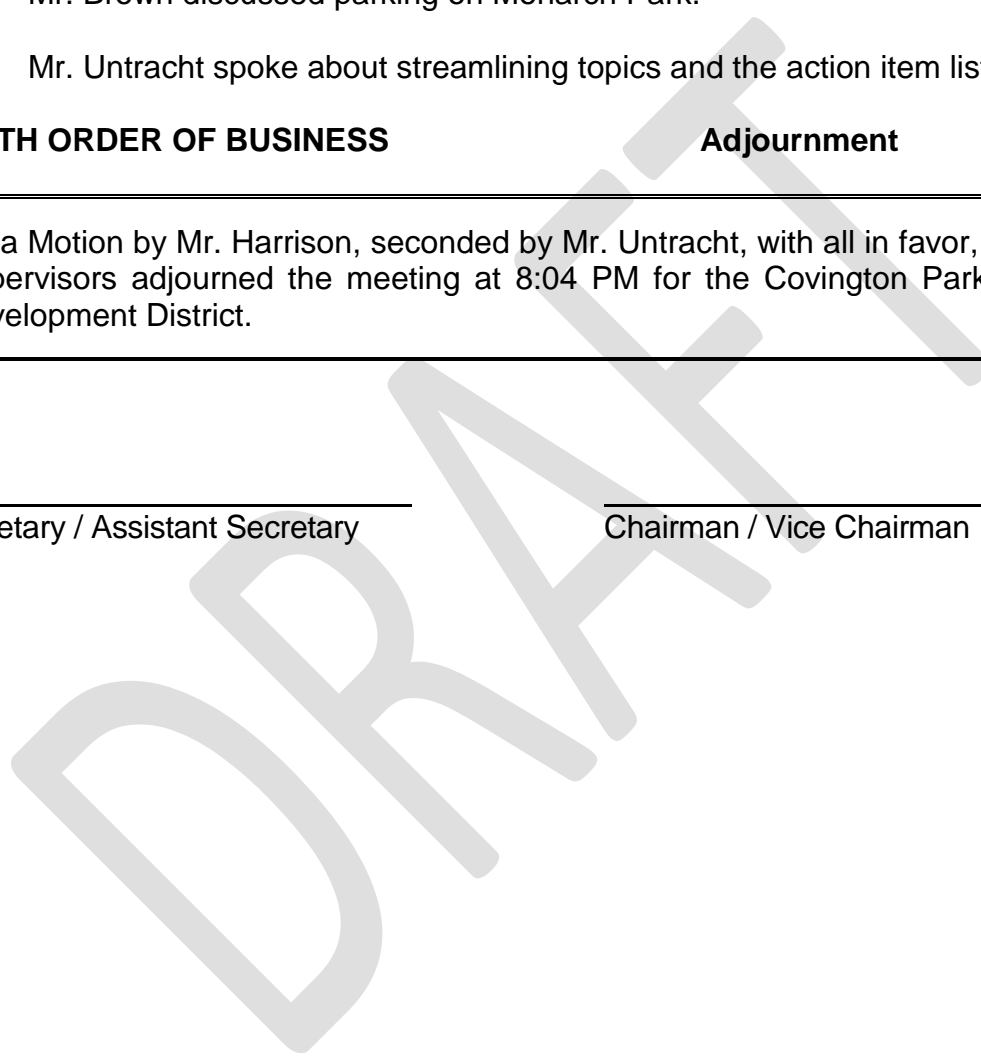 Mr. Brown discussed parking on Monarch Park.
Mr. Untracht spoke about streamlining topics and the action item lis
TH ORDER OF BUSINESS Adjournment
a Motion by Mr. Harrison, seconded by Mr. Untracht, with all in favor,
pervisors adjourned the meeting at 8:04 PM for the Covington Park
velopment District.
etary / Assistant Secretary Chairman / Vice Chairman
DRAFT